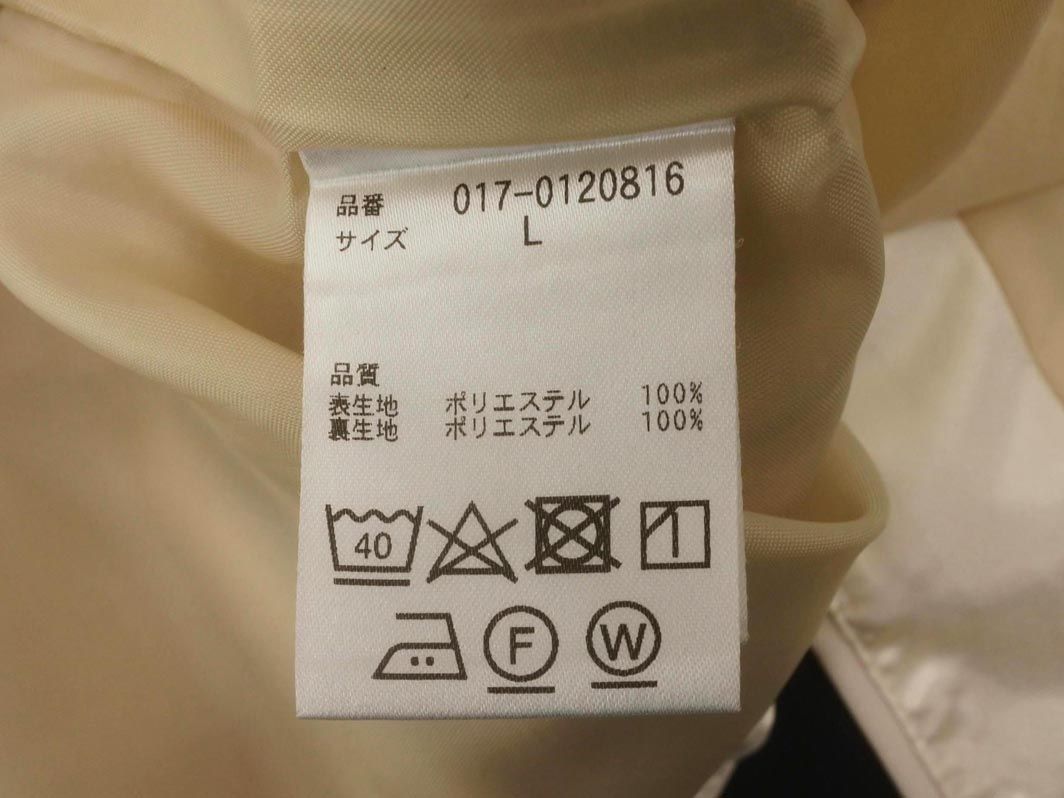 品番 017-0120816
サイズ L
品質
表生地 ポリエステル 100%
裏生地 ポリエステル 100%
40
F W